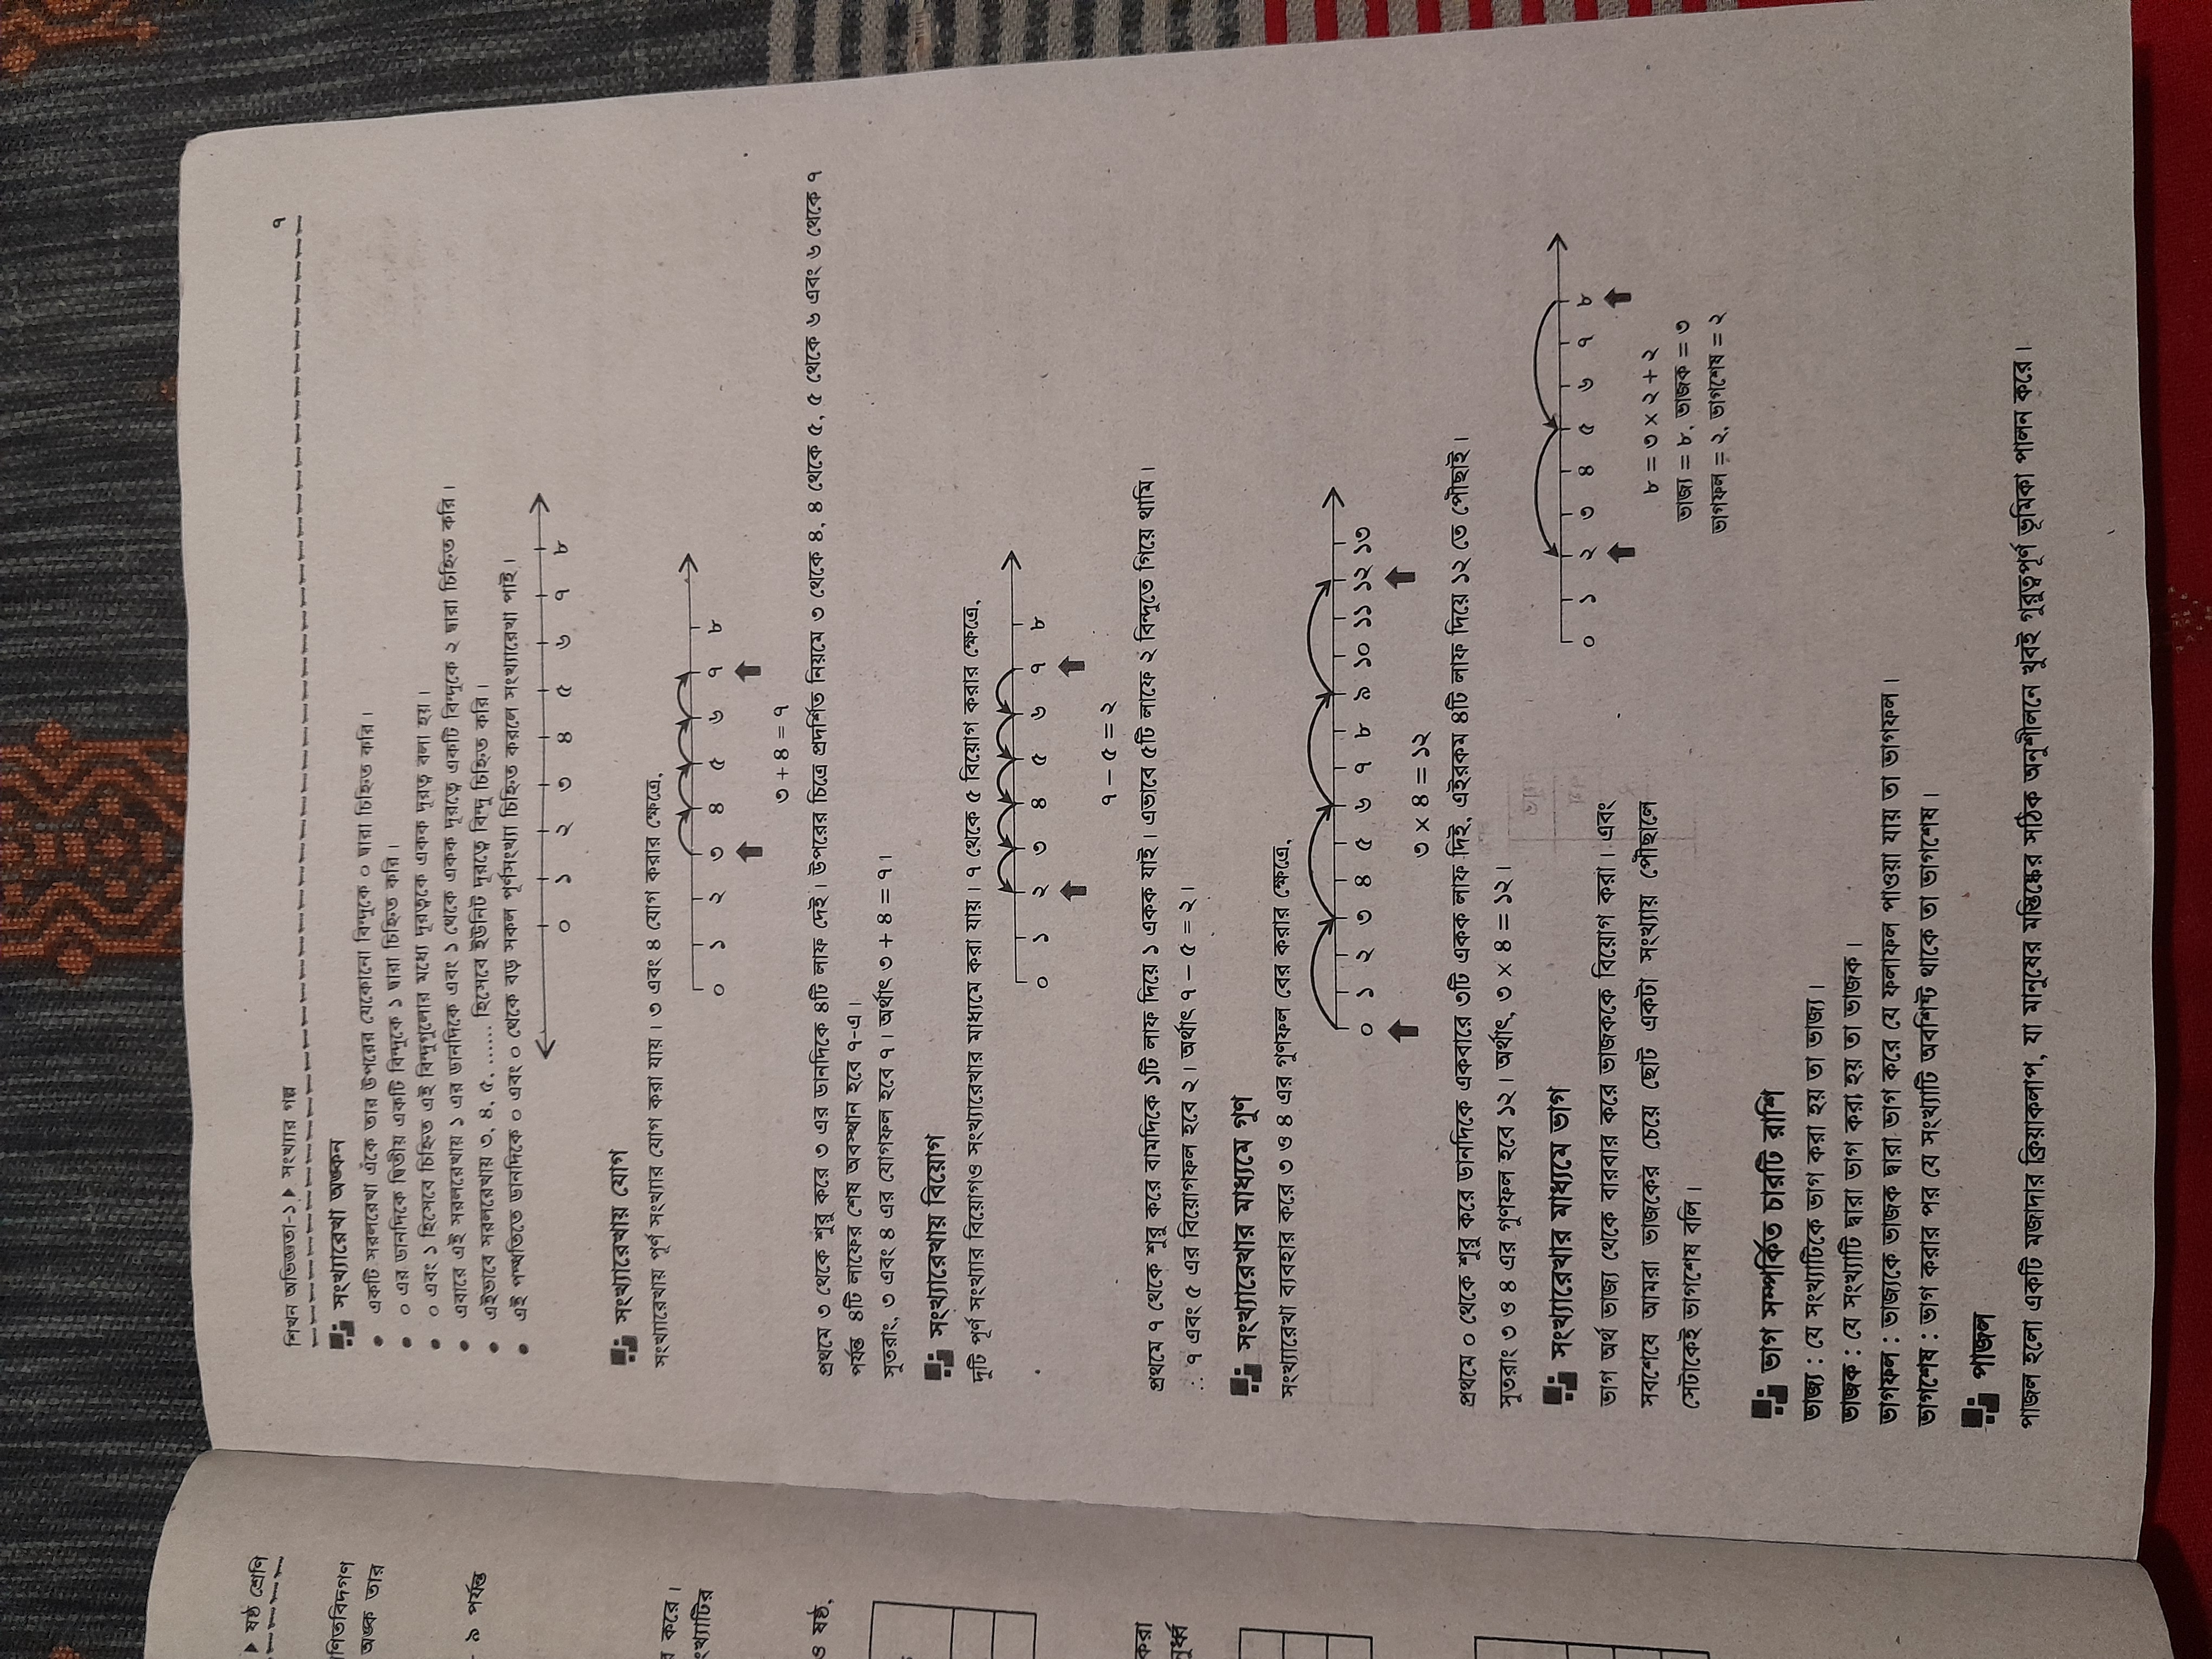 ▶ ষষ্ঠ শ্রেণি
ণিতবিদগণ
অঙ্ক তার
- ৯ পর্যন্ত
করে।
ংখ্যাটির
ও ষষ্ঠ,
করা
শিখন অভিজ্ঞতা-১ ▶ সংখ্যার গল্প ৭
সংখ্যারেখা অঙ্কন
• একটি সরলরেখা এঁকে তার উপরের যেকোনো বিন্দুকে ০ দ্বারা চিহ্নিত করি।
• ০ এর ডানদিকে দ্বিতীয় একটি বিন্দুকে ১ দ্বারা চিহ্নিত করি।
• ০ এবং ১ হিসেবে চিহ্নিত এই বিন্দুগুলোর মধ্যে দূরত্বকে একক দূরত্ব বলা হয়।
• এবারে এই সরলরেখায় ১ এর ডানদিকে এবং ১ থেকে একক দূরত্বে একটি বিন্দুকে ২ দ্বারা চিহ্নিত করি।
• এইভাবে সরলরেখায় ৩, ৪, ৫, ...... হিসেবে ইউনিট দূরত্বে বিন্দু চিহ্নিত করি।
• এই পদ্ধতিতে ডানদিকে ০ এবং ০ থেকে বড় সকল পূর্ণসংখ্যা চিহ্নিত করলে সংখ্যারেখা পাই।
০ ১ ২ ৩ ৪ ৫ ৬ ৭ ৮
সংখ্যারেখায় যোগ
সংখ্যারেখায় পূর্ণ সংখ্যার যোগ করা যায়। ৩ এবং ৪ যোগ করার ক্ষেত্রে,
০ ১ ২ ৩ ৪ ৫ ৬ ৭ ৮
৩ + ৪ = ৭
প্রথমে ৩ থেকে শুরু করে ৩ এর ডানদিকে ৪টি লাফ দেই। উপরের চিত্রে প্রদর্শিত নিয়মে ৩ থেকে ৪, ৪ থেকে ৫, ৫ থেকে ৬ এবং ৬ থেকে ৭
পর্যন্ত ৪টি লাফের শেষ অবস্থান হবে ৭-এ।
সুতরাং, ৩ এবং ৪ এর যোগফল হবে ৭। অর্থাৎ ৩ + ৪ = ৭।
সংখ্যারেখায় বিয়োগ
দুটি পূর্ণ সংখ্যার বিয়োগও সংখ্যারেখার মাধ্যমে করা যায়। ৭ থেকে ৫ বিয়োগ করার ক্ষেত্রে,
০ ১ ২ ৩ ৪ ৫ ৬ ৭ ৮
৭ – ৫ = ২
প্রথমে ৭ থেকে শুরু করে বামদিকে ১টি লাফ দিয়ে ১ একক যাই। এভাবে ৫টি লাফে ২ বিন্দুতে গিয়ে থামি।
∴ ৭ এবং ৫ এর বিয়োগফল হবে ২। অর্থাৎ ৭ – ৫ = ২।
সংখ্যারেখার মাধ্যমে গুণ
সংখ্যারেখা ব্যবহার করে ৩ ও ৪ এর গুণফল বের করার ক্ষেত্রে,
০ ১ ২ ৩ ৪ ৫ ৬ ৭ ৮ ৯ ১০ ১১ ১২ ১৩
৩ × ৪ = ১২
প্রথমে ০ থেকে শুরু করে ডানদিকে একবারে ৩টি একক লাফ দিই, এইরকম ৪টি লাফ দিয়ে ১২ তে পৌঁছাই।
সুতরাং ৩ ও ৪ এর গুণফল হবে ১২। অর্থাৎ, ৩ × ৪ = ১২।
সংখ্যারেখার মাধ্যমে ভাগ
ভাগ অর্থ ভাজ্য থেকে বারবার করে ভাজককে বিয়োগ করা। এবং
সবশেষে আমরা ভাজকের চেয়ে ছোট একটা সংখ্যায় পৌঁছালে
সেটাকেই ভাগশেষ বলি।
০ ১ ২ ৩ ৪ ৫ ৬ ৭ ৮
৮ = ৩ × ২ + ২
ভাজ্য = ৮, ভাজক = ৩
ভাগফল = ২, ভাগশেষ = ২
ভাগ সম্পর্কিত চারটি রাশি
ভাজ্য : যে সংখ্যাটিকে ভাগ করা হয় তা ভাজ্য।
ভাজক : যে সংখ্যাটি দ্বারা ভাগ করা হয় তা ভাজক।
ভাগফল : ভাজ্যকে ভাজক দ্বারা ভাগ করে যে ফলাফল পাওয়া যায় তা ভাগফল।
ভাগশেষ : ভাগ করার পর যে সংখ্যাটি অবশিষ্ট থাকে তা ভাগশেষ।
পাজল
পাজল হলো একটি মজাদার ক্রিয়াকলাপ, যা মানুষের মস্তিষ্কের সঠিক অনুশীলনে খুবই গুরুত্বপূর্ণ ভূমিকা পালন করে।